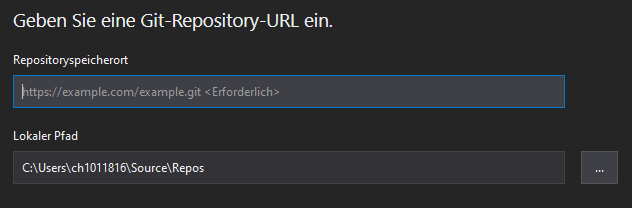 Geben Sie eine Git-Repository-URL ein.
Repositoryspeicherort
https://example.com/example.git <Erforderlich>
Lokaler Pfad
C:\Users\ch1011816\Source\Repos
...